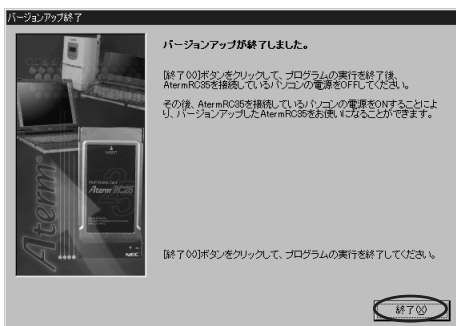 バージョンアップ終了
バージョンアップが終了しました。
[終了(X)]ボタンをクリックして、プログラムの実行を終了後、
AtermRC35を接続しているパソコンの電源をOFFしてください。
その後、AtermRC35を接続しているパソコンの電源をONすることによ
り、バージョンアップしたAtermRC35をお使いになることができます。
Aterm RC25
NEC
Aterm
[終了(X)]ボタンをクリックして、プログラムの実行を終了してください。
終了(X)